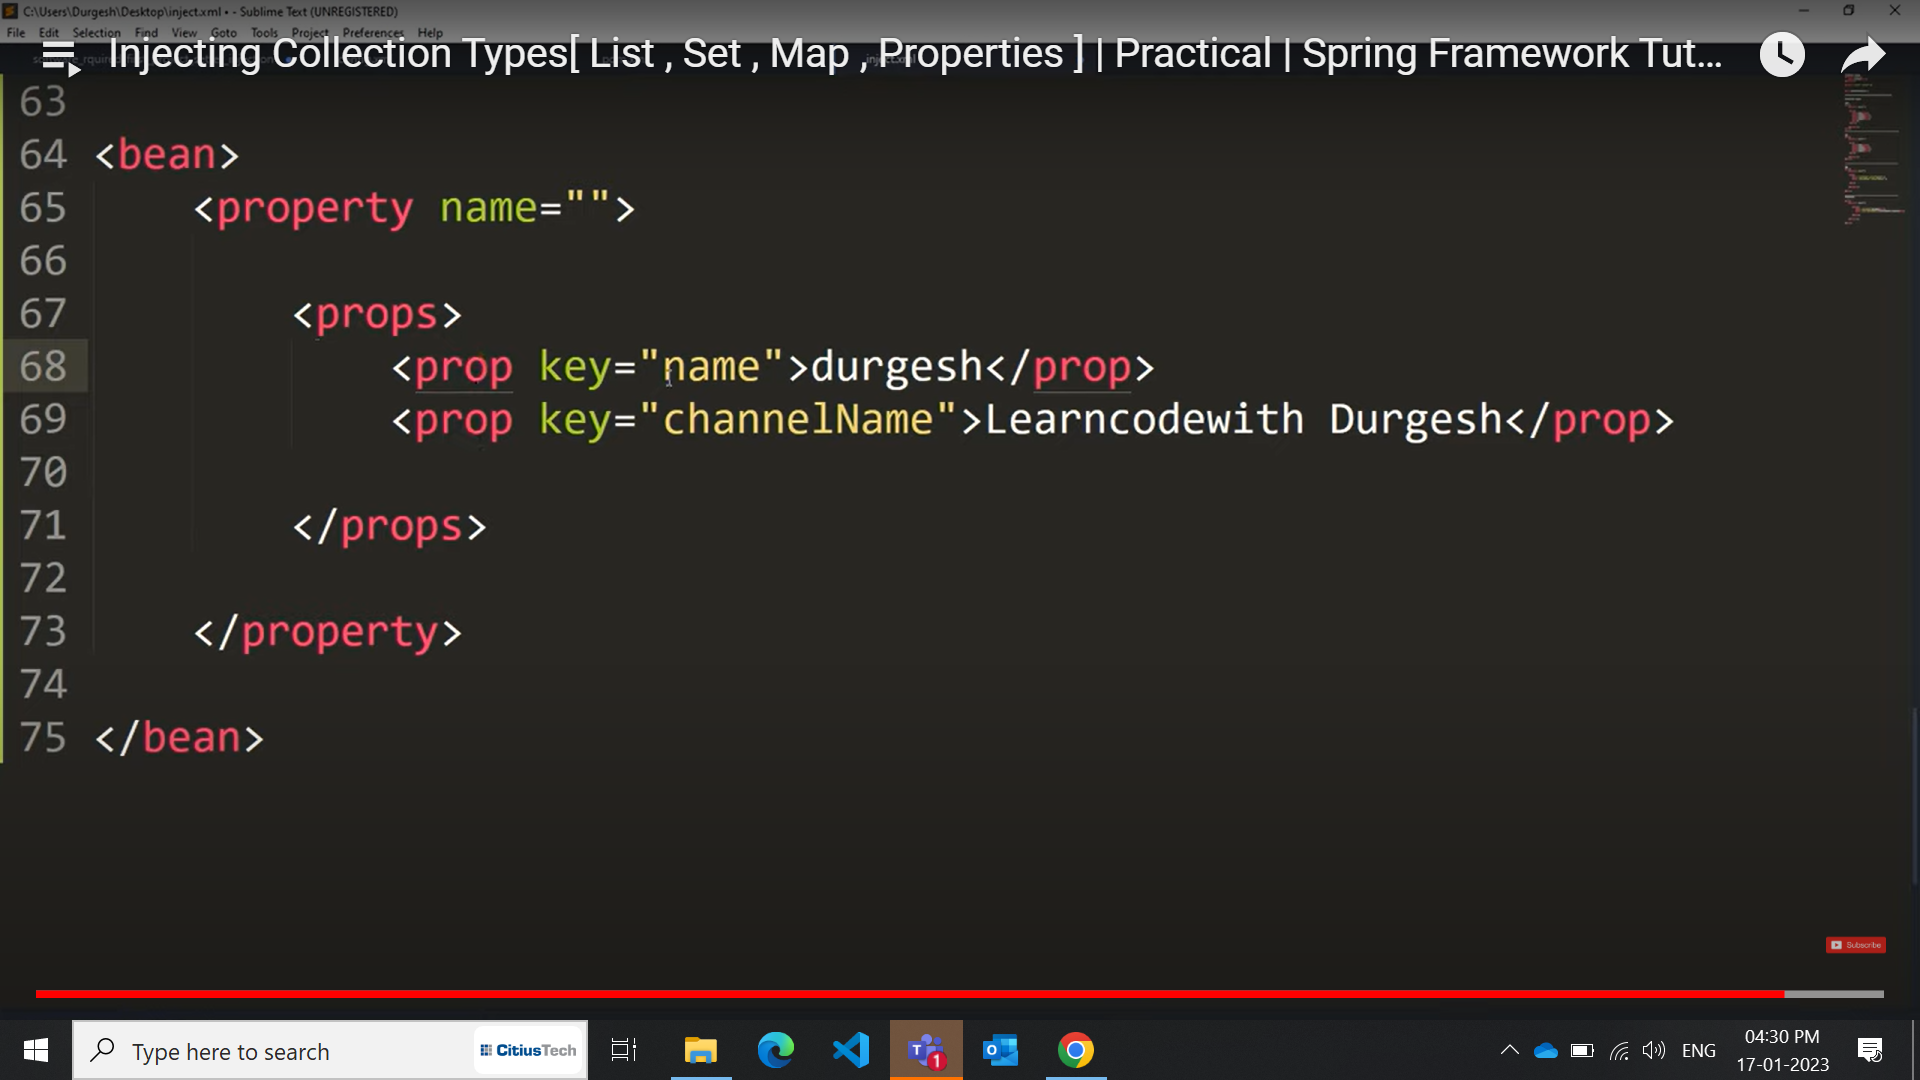 C:\Users\Durgesh\Desktop\inject.xml • - Sublime Text (UNREGISTERED)
File Edit Selection Find View Goto Tools Project Preferences Help
Injecting Collection Types[ List , Set , Map , Properties ] | Practical | Spring Framework Tut...
63
64 <bean>
65 <property name="">
66
67 <props>
68 <prop key="name">durgesh</prop>
69 <prop key="channelName">Learncodewith Durgesh</prop>
70
71 </props>
72
73 </property>
74
75 </bean>
Subscribe
Type here to search
CitiusTech
T 1
ENG
04:30 PM
17-01-2023